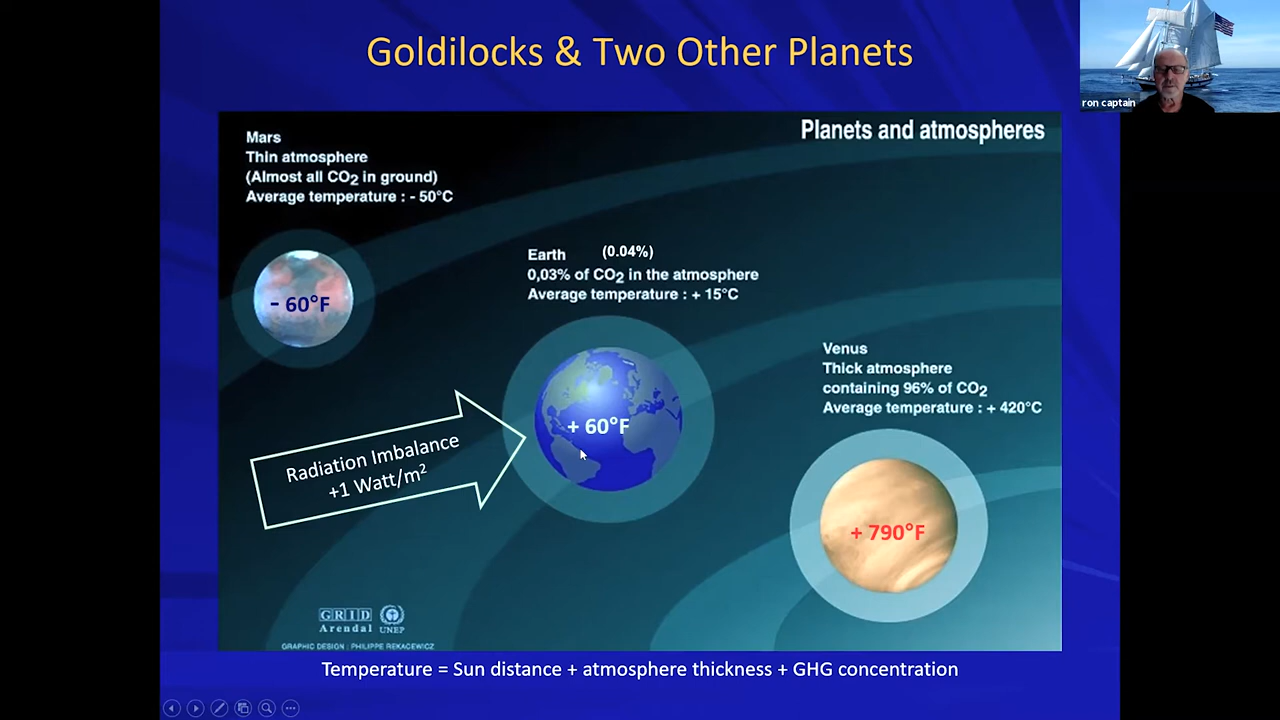 Goldilocks & Two Other Planets
ron captain
Planets and atmospheres
Mars
Thin atmosphere
(Almost all CO₂ in ground)
Average temperature : - 50°C
- 60°F
Earth (0.04%)
0,03% of CO₂ in the atmosphere
Average temperature : + 15°C
+ 60°F
Venus
Thick atmosphere
containing 96% of CO₂
Average temperature : + 420°C
+ 790°F
Radiation Imbalance
+1 Watt/m²
GRID
Arendal UNEP
GRAPHIC DESIGN : PHILIPPE REKACEWICZ
Temperature = Sun distance + atmosphere thickness + GHG concentration